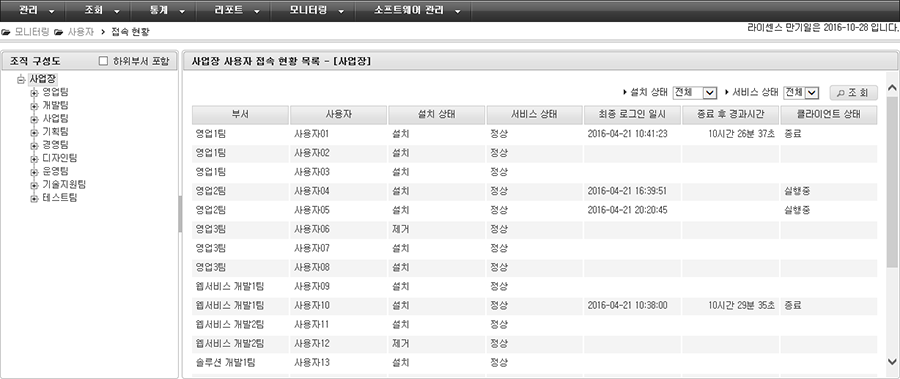 관리 조회 통계 리포트 모니터링 소프트웨어 관리
모니터링 사용자 > 접속 현황 라이센스 만기일은 2016-10-28 입니다.
조직 구성도 하위부서 포함
사업장
영업팀
개발팀
사업팀
기획팀
경영팀
디자인팀
운영팀
기술지원팀
테스트팀
사업장 사용자 접속 현황 목록 - [사업장]
설치 상태 전체 서비스 상태 전체 조회
부서 사용자 설치 상태 서비스 상태 최종 로그인 일시 종료 후 경과시간 클라이언트 상태
영업1팀 사용자01 설치 정상 2016-04-21 10:41:23 10시간 26분 37초 종료
영업1팀 사용자02 설치 정상
영업1팀 사용자03 설치 정상
영업2팀 사용자04 설치 정상 2016-04-21 16:39:51 실행중
영업2팀 사용자05 설치 정상 2016-04-21 20:20:45 실행중
영업3팀 사용자06 제거 정상
영업3팀 사용자07 설치 정상
영업3팀 사용자08 설치 정상
웹서비스 개발1팀 사용자09 설치 정상
웹서비스 개발1팀 사용자10 설치 정상 2016-04-21 10:38:00 10시간 29분 35초 종료
웹서비스 개발2팀 사용자11 설치 정상
웹서비스 개발2팀 사용자12 제거 정상
솔루션 개발1팀 사용자13 설치 정상